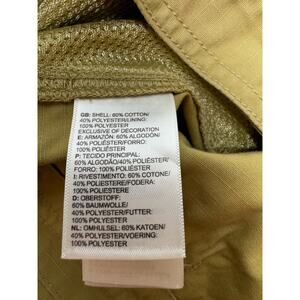 GB: SHELL: 60% COTTON/
40% POLYESTER/LINING:
100% POLYESTER
EXCLUSIVE OF DECORATION
E: ARMAZÓN: 60% ALGODÓN/
40% POLIÉSTER/FORRO:
100% POLIÉSTER
P: TECIDO PRINCIPAL:
60% ALGODÃO/40% POLIÉSTER/
FORRO: 100% POLIÉSTER
I: RIVESTIMENTO: 60% COTONE/
40% POLIESTERE/FODERA:
100% POLIESTERE
D: OBERSTOFF:
60% BAUMWOLLE/
40% POLYESTER/FUTTER:
100% POLYESTER
NL: OMHULSEL: 60% KATOEN/
40% POLYESTER/VOERING:
100% POLYESTER